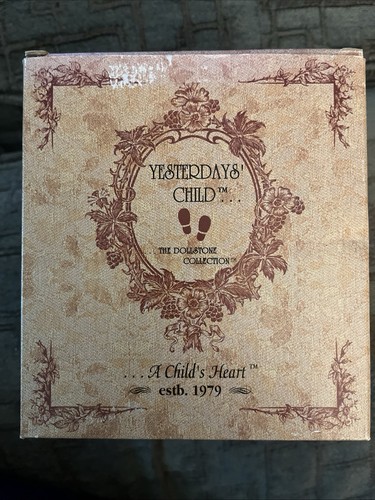 YESTERDAYS'
CHILD™...
...THE DOLLSTONE
COLLECTION™
...A Child's Heart™
estb. 1979